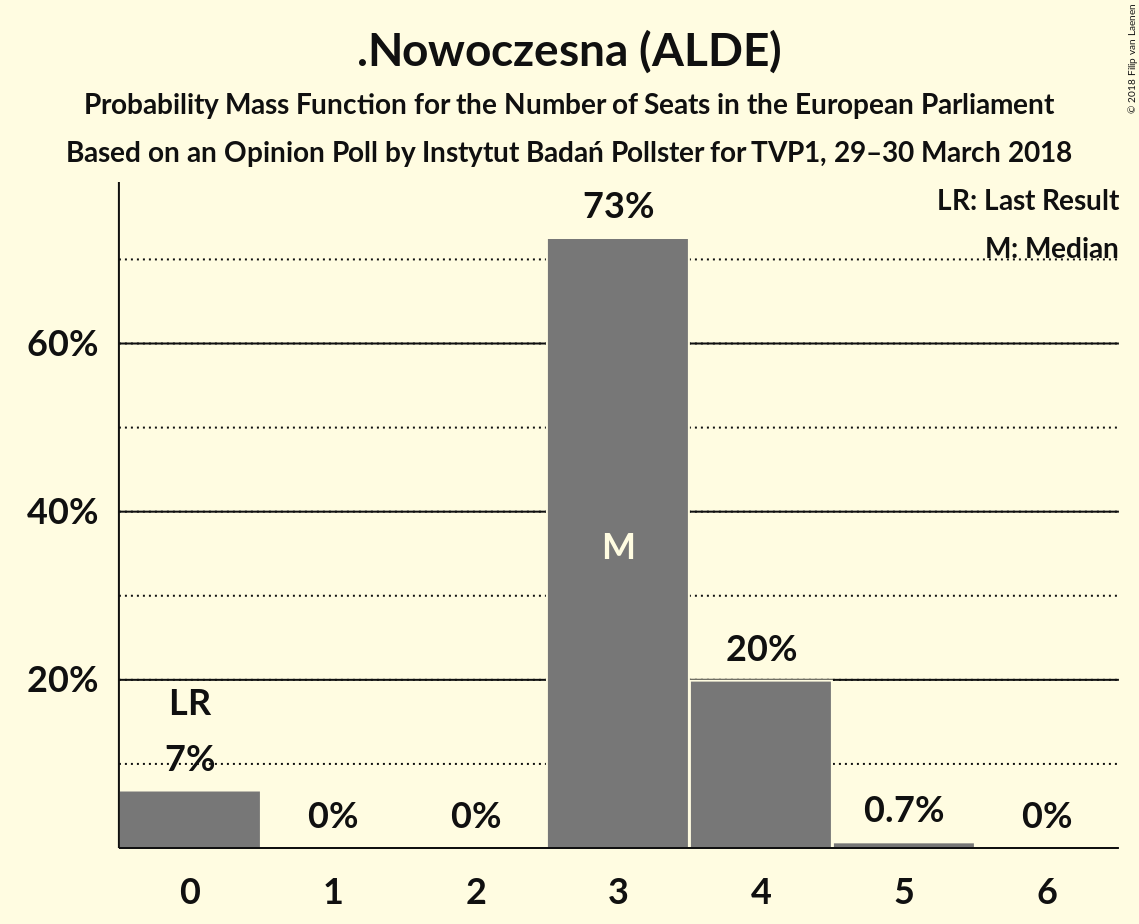 .Nowoczesna (ALDE)
Probability Mass Function for the Number of Seats in the European Parliament
Based on an Opinion Poll by Instytut Badań Pollster for TVP1, 29–30 March 2018
© 2018 Filip van Laenen
LR: Last Result
M: Median
73%
60%
40%
M
20%
20%
LR
7%
0%
0%
0.7%
0%
0 1 2 3 4 5 6